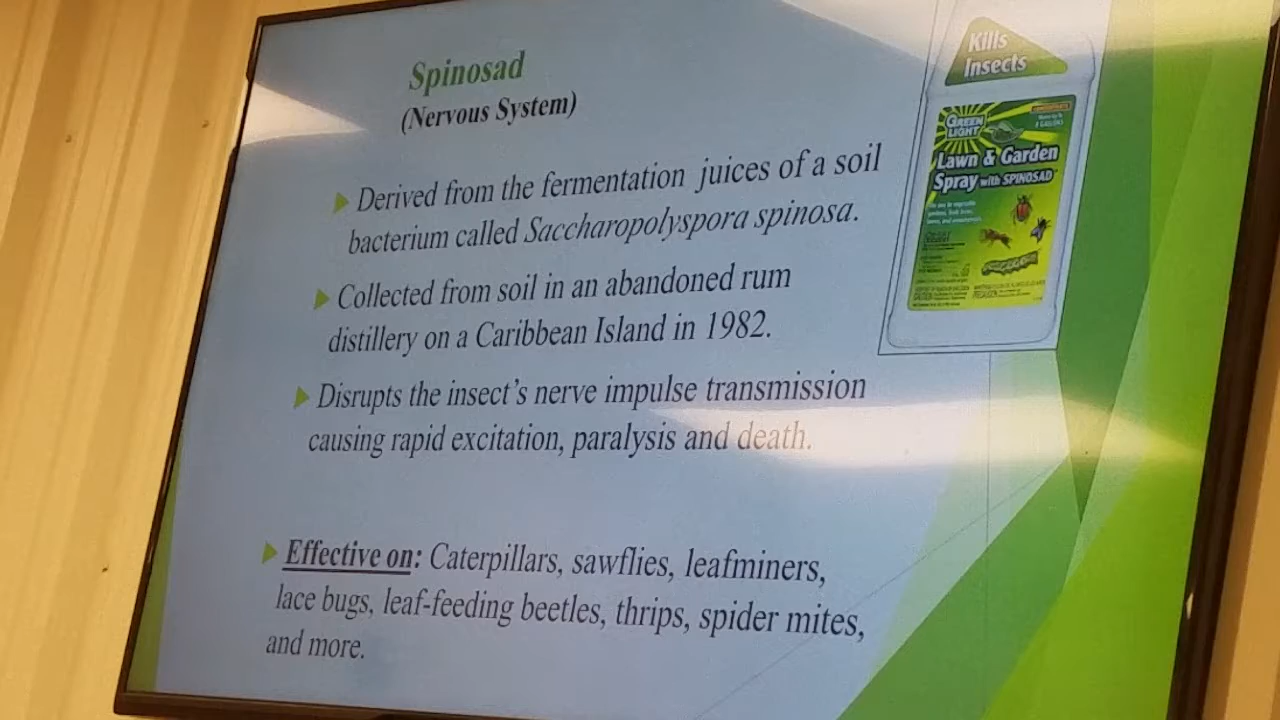 Spinosad
(Nervous System)
Derived from the fermentation juices of a soil
bacterium called Saccharopolyspora spinosa.
Collected from soil in an abandoned rum
distillery on a Caribbean Island in 1982.
Disrupts the insect's nerve impulse transmission
causing rapid excitation, paralysis and death.
Effective on: Caterpillars, sawflies, leafminers,
lace bugs, leaf-feeding beetles, thrips, spider mites,
and more.
Kills
Insects
GREEN
LIGHT
Lawn & Garden
Spray with SPINOSAD